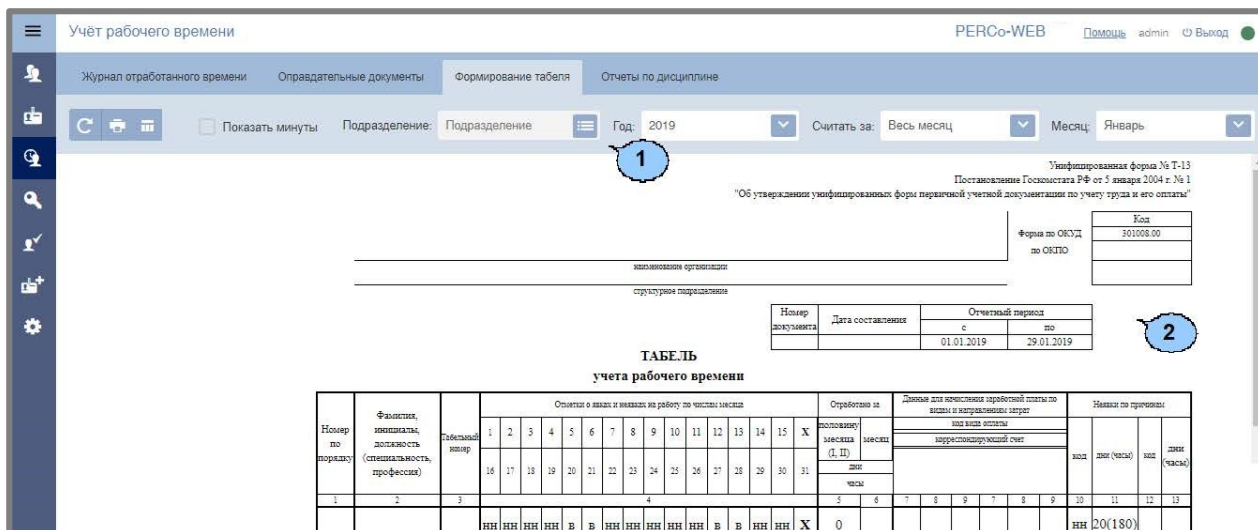 Учёт рабочего времени
PERCo-WEB Помощь admin Выход
Журнал отработанного времени Оправдательные документы Формирование табеля Отчеты по дисциплине
Показать минуты Подразделение: Подразделение Год: 2019 Считать за: Весь месяц Месяц: Январь
1
Унифицированная форма № Т-13
Постановление Госкомстата РФ от 5 января 2004 г. № 1
"Об утверждении унифицированных форм первичной учетной документации по учету труда и его оплаты"
Код
Форма по ОКУД 301008.00
по ОКПО
наименование организации
структурное подразделение
Номер документа Дата составления Отчетный период
с по
01.01.2019 29.01.2019
2
ТАБЕЛЬ
учета рабочего времени
Номер по порядку
Фамилия, инициалы, должность (специальность, профессия)
Табельный номер
Отметки о явках и неявках на работу по числам месяца
1 2 3 4 5 6 7 8 9 10 11 12 13 14 15 X
16 17 18 19 20 21 22 23 24 25 26 27 28 29 30 31
Отработано за
половину месяца (I, II) месяц
дни
часы
Данные для начисления заработной платы по видам и направлениям затрат
код вида оплаты
корреспондирующий счет
Неявки по причинам
код дни (часы) код дни (часы)
1 2 3 4 5 6 7 8 9 7 8 9 10 11 12 13
НН НН НН НН В В НН НН НН НН НН В В НН НН X 0 НН 20(180)